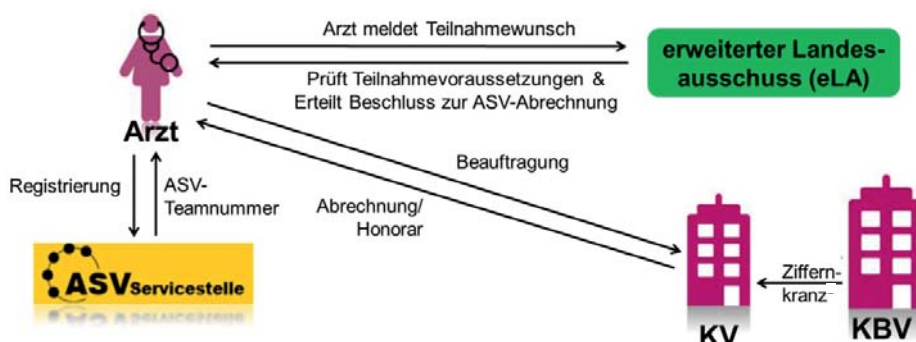 Arzt meldet Teilnahmewunsch
erweiterter Landes-
ausschuss (eLA)
Prüft Teilnahmevoraussetzungen &
Erteilt Beschluss zur ASV-Abrechnung
Arzt
Registrierung
ASV-
Teamnummer
Beauftragung
Abrechnung/
Honorar
ASV Servicestelle
Ziffern-
kranz
KV
KBV